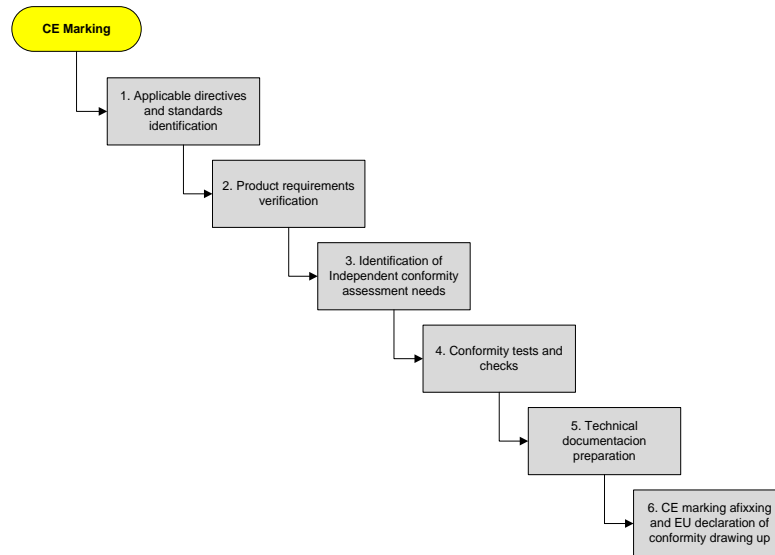 CE Marking
1. Applicable directives
and standards
identification
2. Product requirements
verification
3. Identification of
Independent conformity
assessment needs
4. Conformity tests and
checks
5. Technical
documentacion
preparation
6. CE marking afixxing
and EU declaration of
conformity drawing up